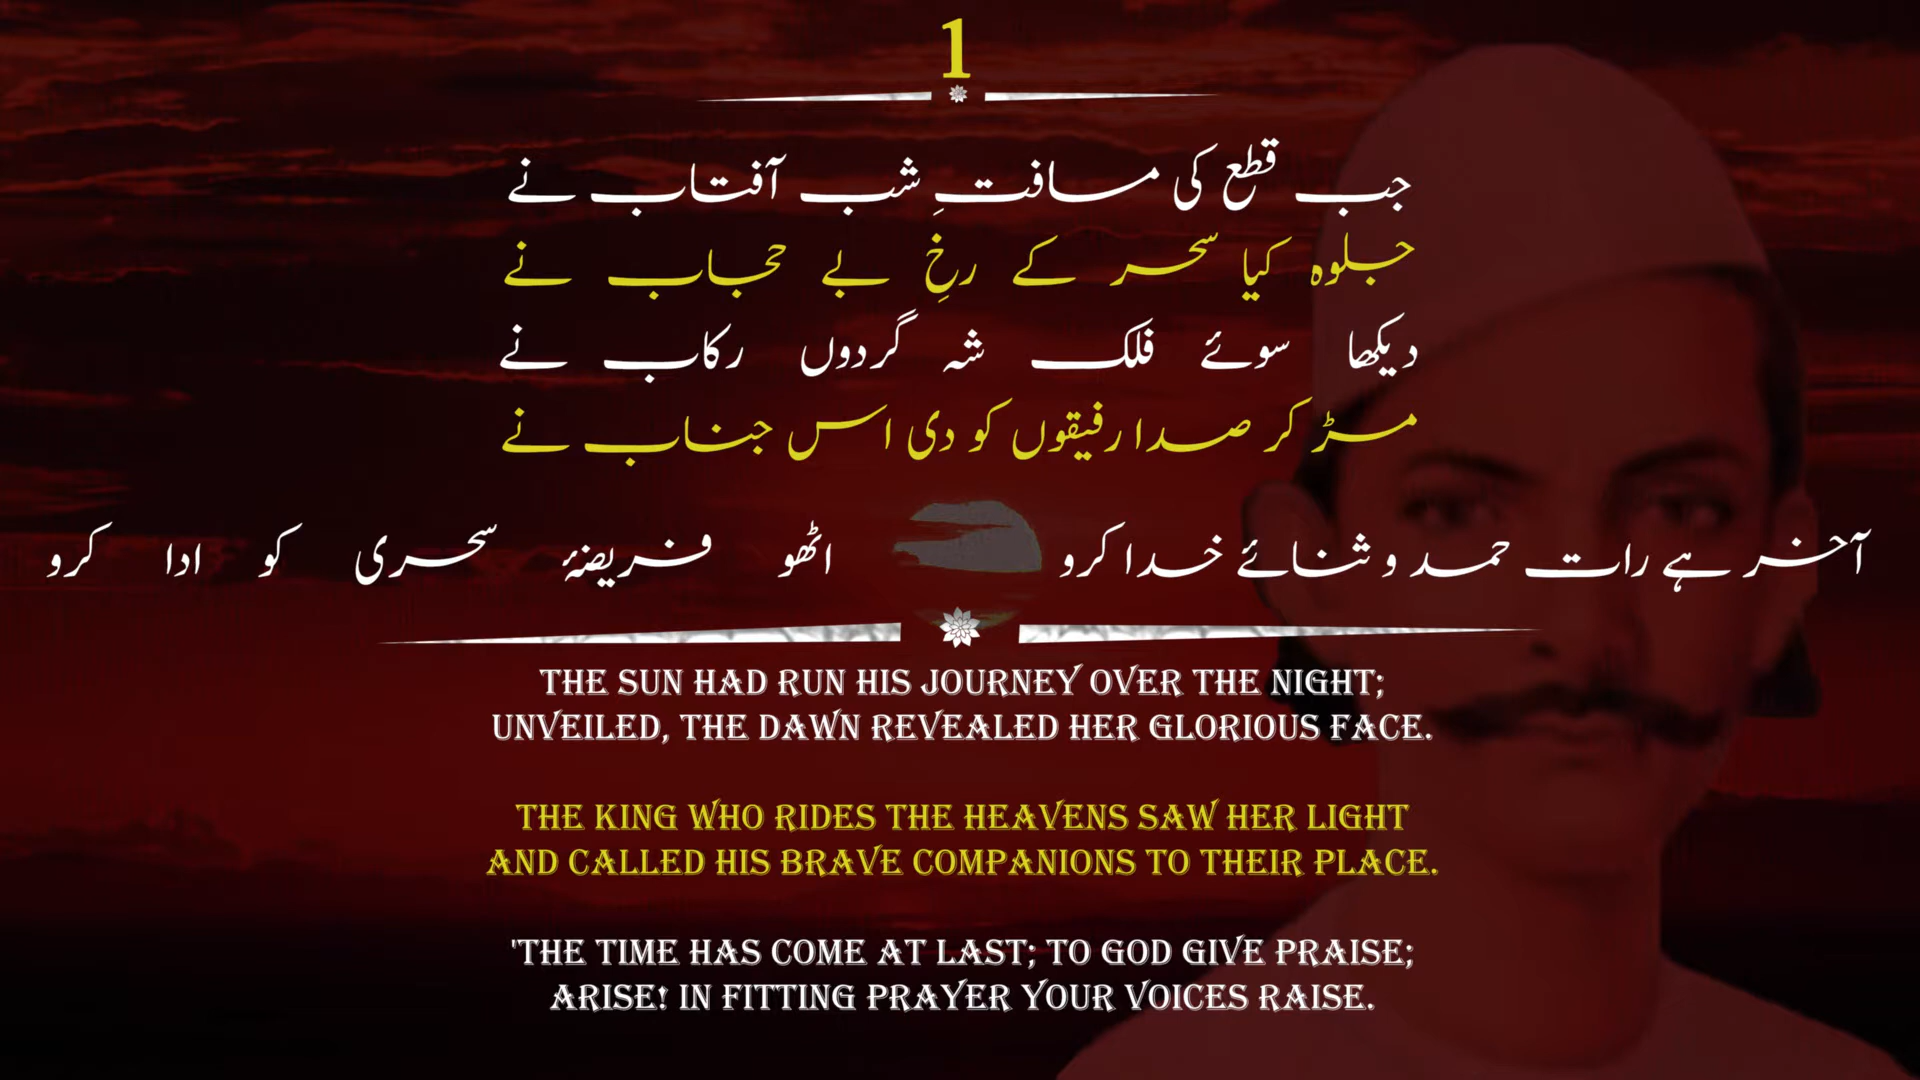 1
جب قطع کی مسافتِ شب آفتاب نے
جلوہ کیا سحر کے رخِ بے حجاب نے
دیکھا سوئے فلک شہ گردوں رکاب نے
مڑ کر صدا رفیقوں کو دی اس جناب نے
آخر ہے رات حمد و ثنائے خدا کرو اٹھو فریضۂ سحری کو ادا کرو
THE SUN HAD RUN HIS JOURNEY OVER THE NIGHT;
UNVEILED, THE DAWN REVEALED HER GLORIOUS FACE.
THE KING WHO RIDES THE HEAVENS SAW HER LIGHT
AND CALLED HIS BRAVE COMPANIONS TO THEIR PLACE.
'THE TIME HAS COME AT LAST; TO GOD GIVE PRAISE;
ARISE! IN FITTING PRAYER YOUR VOICES RAISE.